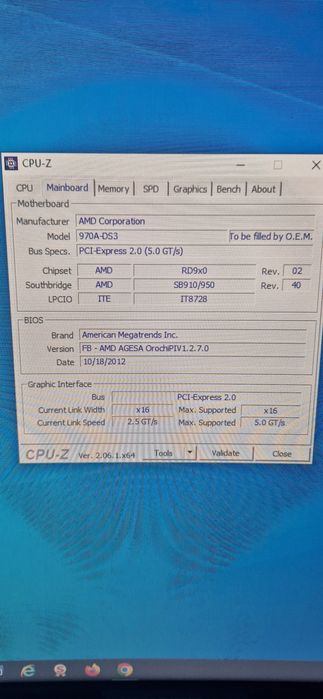 CPU-Z
CPU Mainboard Memory SPD Graphics Bench About
Motherboard
Manufacturer AMD Corporation
Model 970A-DS3 To be filled by O.E.M.
Bus Specs. PCI-Express 2.0 (5.0 GT/s)
Chipset AMD RD9x0 Rev. 02
Southbridge AMD SB910/950 Rev. 40
LPCIO ITE IT8728
BIOS
Brand American Megatrends Inc.
Version FB - AMD AGESA OrochiPIV1.2.7.0
Date 10/18/2012
Graphic Interface
Bus PCI-Express 2.0
Current Link Width x16 Max. Supported x16
Current Link Speed 2.5 GT/s Max. Supported 5.0 GT/s
CPU-Z Ver. 2.06.1.x64 Tools Validate Close